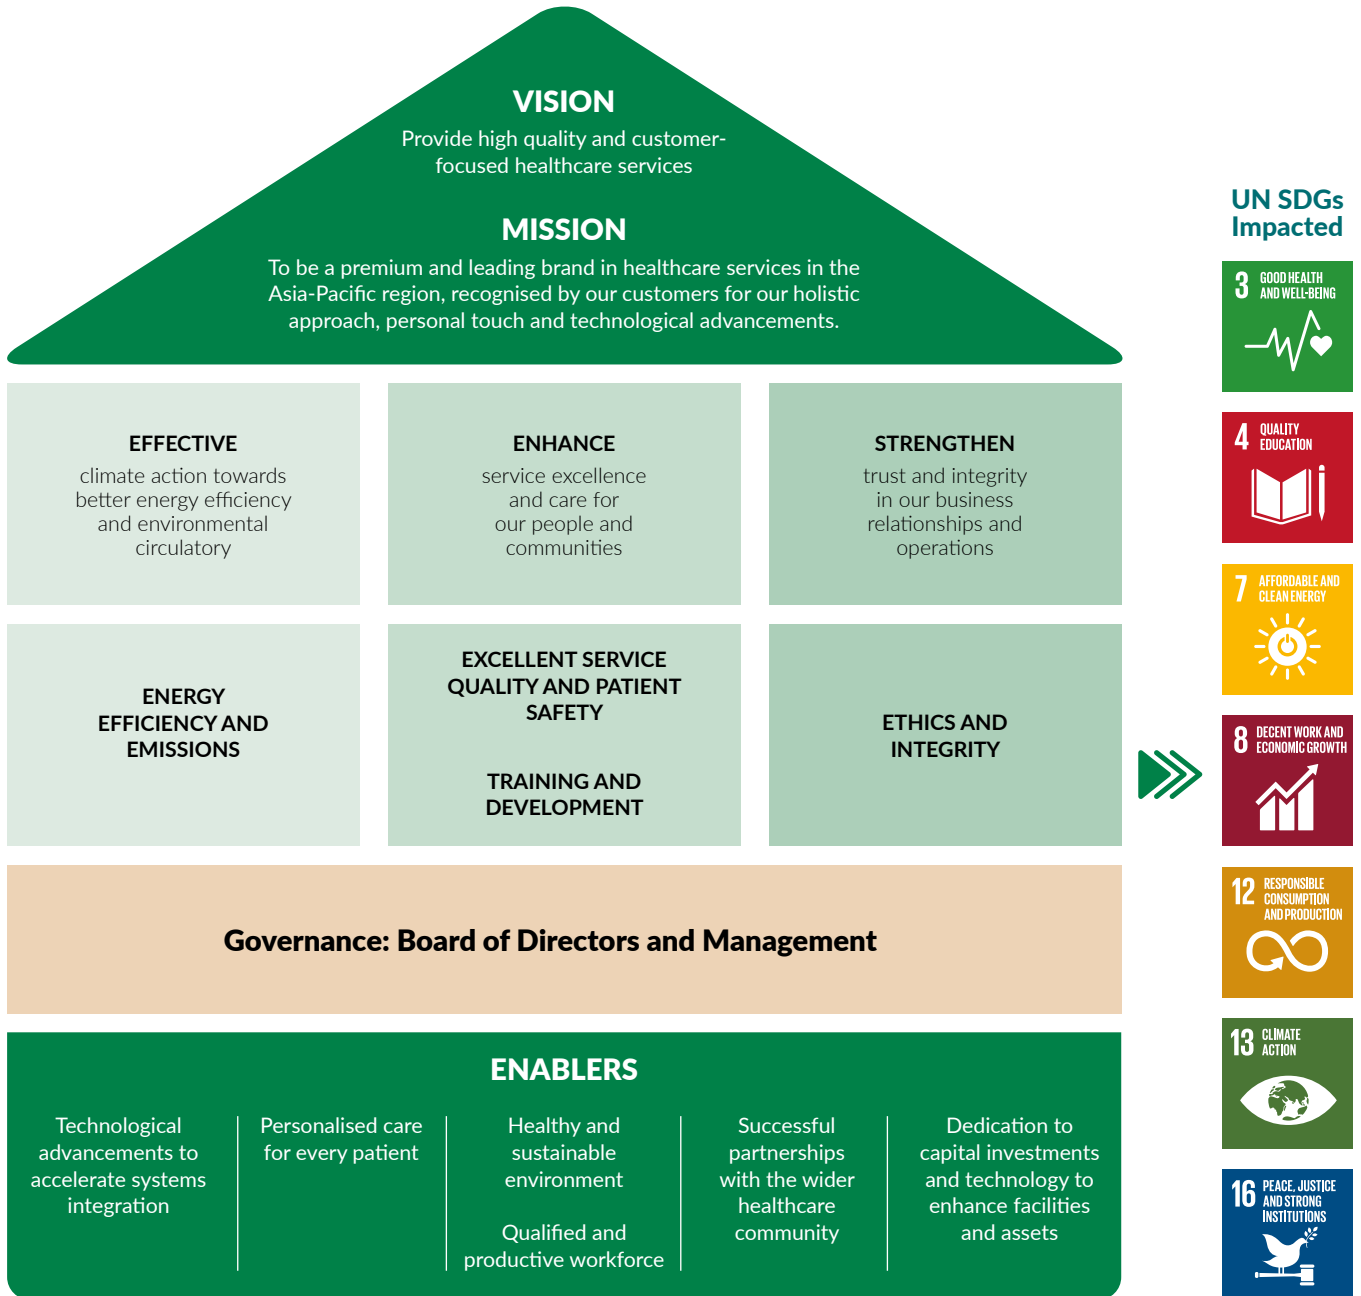 VISION
Provide high quality and customer-
focused healthcare services
MISSION
To be a premium and leading brand in healthcare services in the
Asia-Pacific region, recognised by our customers for our holistic
approach, personal touch and technological advancements.
EFFECTIVE
climate action towards
better energy efficiency
and environmental
circulatory
ENHANCE
service excellence
and care for
our people and
communities
STRENGTHEN
trust and integrity
in our business
relationships and
operations
ENERGY
EFFICIENCY AND
EMISSIONS
EXCELLENT SERVICE
QUALITY AND PATIENT
SAFETY
TRAINING AND
DEVELOPMENT
ETHICS AND
INTEGRITY
Governance: Board of Directors and Management
ENABLERS
Technological
advancements to
accelerate systems
integration
Personalised care
for every patient
Healthy and
sustainable
environment
Qualified and
productive workforce
Successful
partnerships
with the wider
healthcare
community
Dedication to
capital investments
and technology to
enhance facilities
and assets
UN SDGs
Impacted
3 GOOD HEALTH
AND WELL-BEING
4 QUALITY
EDUCATION
7 AFFORDABLE AND
CLEAN ENERGY
8 DECENT WORK AND
ECONOMIC GROWTH
12 RESPONSIBLE
CONSUMPTION
AND PRODUCTION
13 CLIMATE
ACTION
16 PEACE, JUSTICE
AND STRONG
INSTITUTIONS